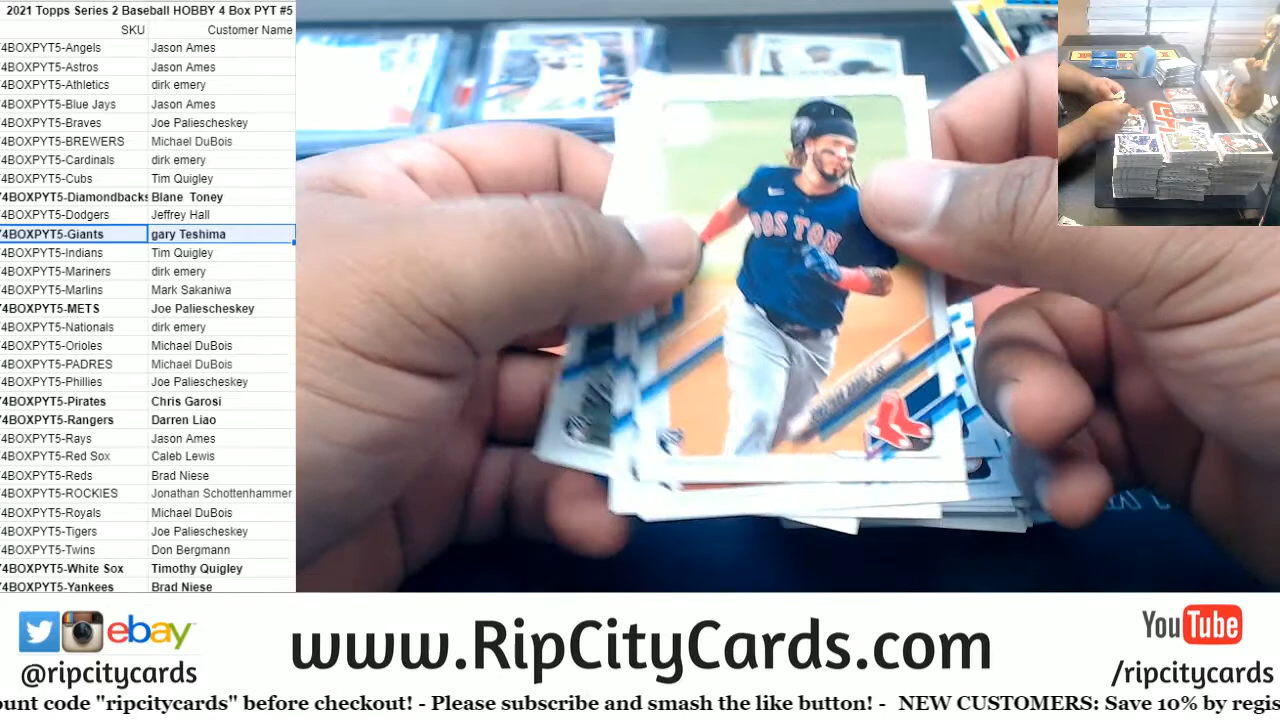 2021 Topps Series 2 Baseball HOBBY 4 Box PYT #5
SKU Customer Name
4BOXPYT5-Angels Jason Ames
4BOXPYT5-Astros Jason Ames
4BOXPYT5-Athletics dirk emery
4BOXPYT5-Blue Jays Jason Ames
4BOXPYT5-Braves Joe Paliescheskey
4BOXPYT5-BREWERS Michael DuBois
4BOXPYT5-Cardinals dirk emery
4BOXPYT5-Cubs Tim Quigley
4BOXPYT5-Diamondbacks Blane Toney
4BOXPYT5-Dodgers Jeffrey Hall
4BOXPYT5-Giants gary Teshima
4BOXPYT5-Indians Tim Quigley
4BOXPYT5-Mariners dirk emery
4BOXPYT5-Marlins Mark Sakaniwa
4BOXPYT5-METS Joe Paliescheskey
4BOXPYT5-Nationals dirk emery
4BOXPYT5-Orioles Michael DuBois
4BOXPYT5-PADRES Michael DuBois
4BOXPYT5-Phillies Joe Paliescheskey
4BOXPYT5-Pirates Chris Garosi
4BOXPYT5-Rangers Darren Liao
4BOXPYT5-Rays Jason Ames
4BOXPYT5-Red Sox Caleb Lewis
4BOXPYT5-Reds Brad Niese
4BOXPYT5-ROCKIES Jonathan Schottenhammer
4BOXPYT5-Royals Michael DuBois
4BOXPYT5-Tigers Joe Paliescheskey
4BOXPYT5-Twins Don Bergmann
4BOXPYT5-White Sox Timothy Quigley
4BOXPYT5-Yankees Brad Niese
BOSTON
ebay
@ripcitycards
www.RipCityCards.com
YouTube
/ripcitycards
ount code "ripcitycards" before checkout! - Please subscribe and smash the like button! - NEW CUSTOMERS: Save 10% by regis